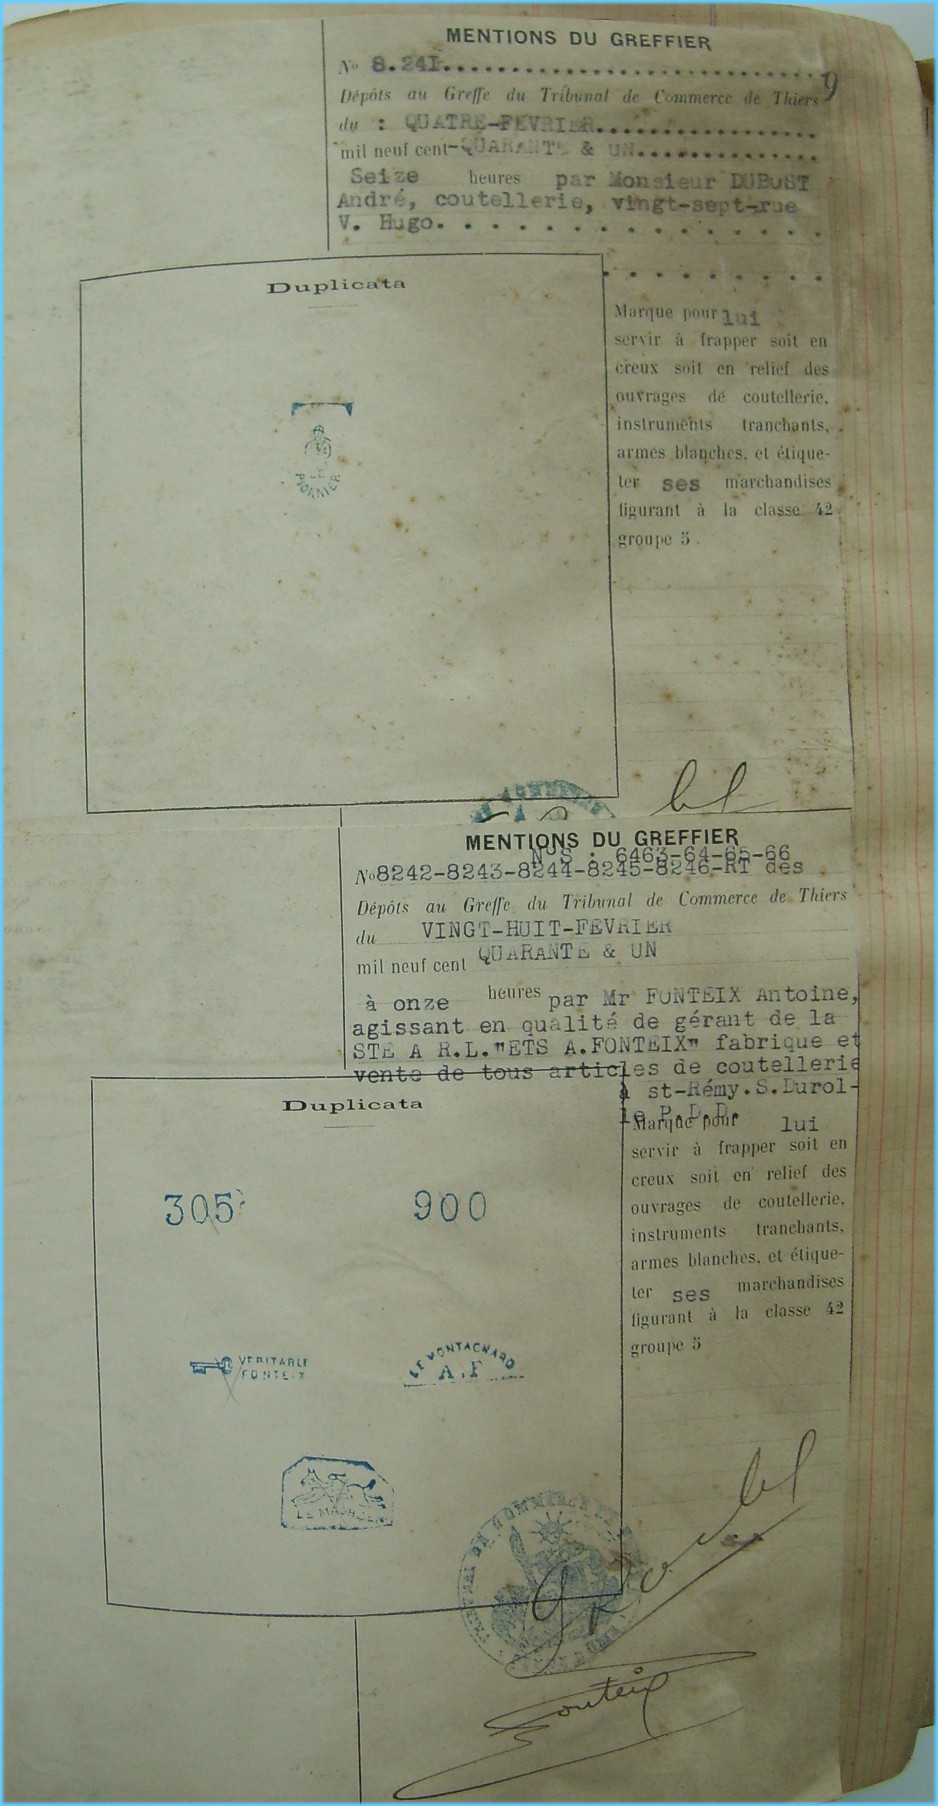 MENTIONS DU GREFFIER
9
No 8.241
Dépôts au Greffe du Tribunal de Commerce de Thiers
du : QUATRE-FEVRIER
mil neuf cent-QUARANTE & UN
Seize heures par Monsieur DUBOST
André, coutellerie, vingt-sept-rue
V. Hugo.
Duplicata
LE
PIONNIER
Marque pour lui
servir à frapper soit en
creux soit en relief des
ouvrages de coutellerie,
instruments tranchants,
armes blanches, et étique-
ter ses marchandises
figurant à la classe 42
groupe 5
MENTIONS DU GREFFIER
N°S : 6463-64-65-66
No8242-8243-8244-8245-8246-RT des
Dépôts au Greffe du Tribunal de Commerce de Thiers
du VINGT-HUIT-FEVRIER
mil neuf cent QUARANTE & UN
à onze heures par Mr FONTEIX Antoine,
agissant en qualité de gérant de la
STE A R.L."ETS A.FONTEIX" fabrique et
vente de tous articles de coutellerie
à st-Rémy.S.Durol-
le P.D.D.
Duplicata
305
900
VERITABLE
FONTEIX
LE MONTAGNARD
A.F
Marque pour lui
servir à frapper soit en
creux soit en relief des
ouvrages de coutellerie,
instruments tranchants,
armes blanches, et étique-
ter ses marchandises
figurant à la classe 42
groupe 5
Fonteix